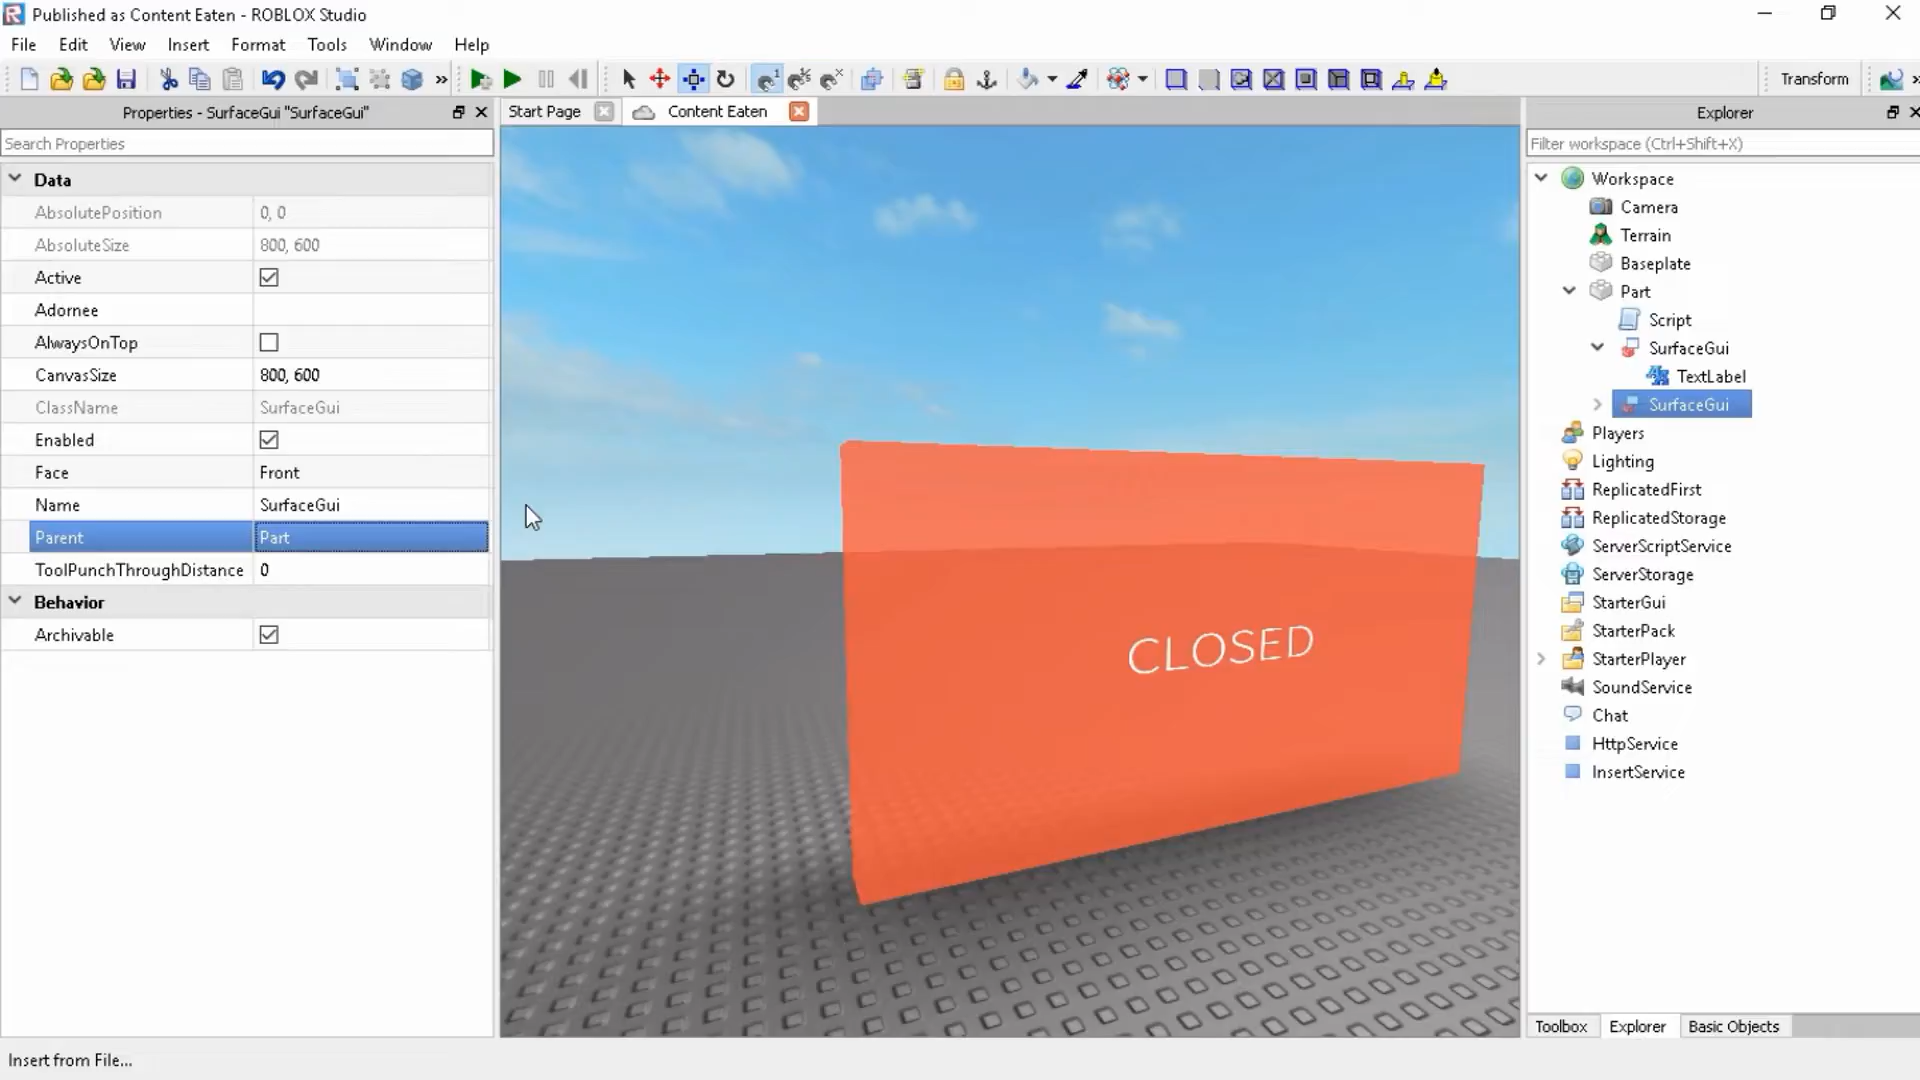 Published as Content Eaten - ROBLOX Studio
File Edit View Insert Format Tools Window Help
Transform
Properties - SurfaceGui "SurfaceGui"
Search Properties
Data
AbsolutePosition 0, 0
AbsoluteSize 800, 600
Active
Adornee
AlwaysOnTop
CanvasSize 800, 600
ClassName SurfaceGui
Enabled
Face Front
Name SurfaceGui
Parent Part
ToolPunchThroughDistance 0
Behavior
Archivable
Start Page Content Eaten
CLOSED
Explorer
Filter workspace (Ctrl+Shift+X)
Workspace
Camera
Terrain
Baseplate
Part
Script
SurfaceGui
TextLabel
SurfaceGui
Players
Lighting
ReplicatedFirst
ReplicatedStorage
ServerScriptService
ServerStorage
StarterGui
StarterPack
StarterPlayer
SoundService
Chat
HttpService
InsertService
Toolbox Explorer Basic Objects
Insert from File...